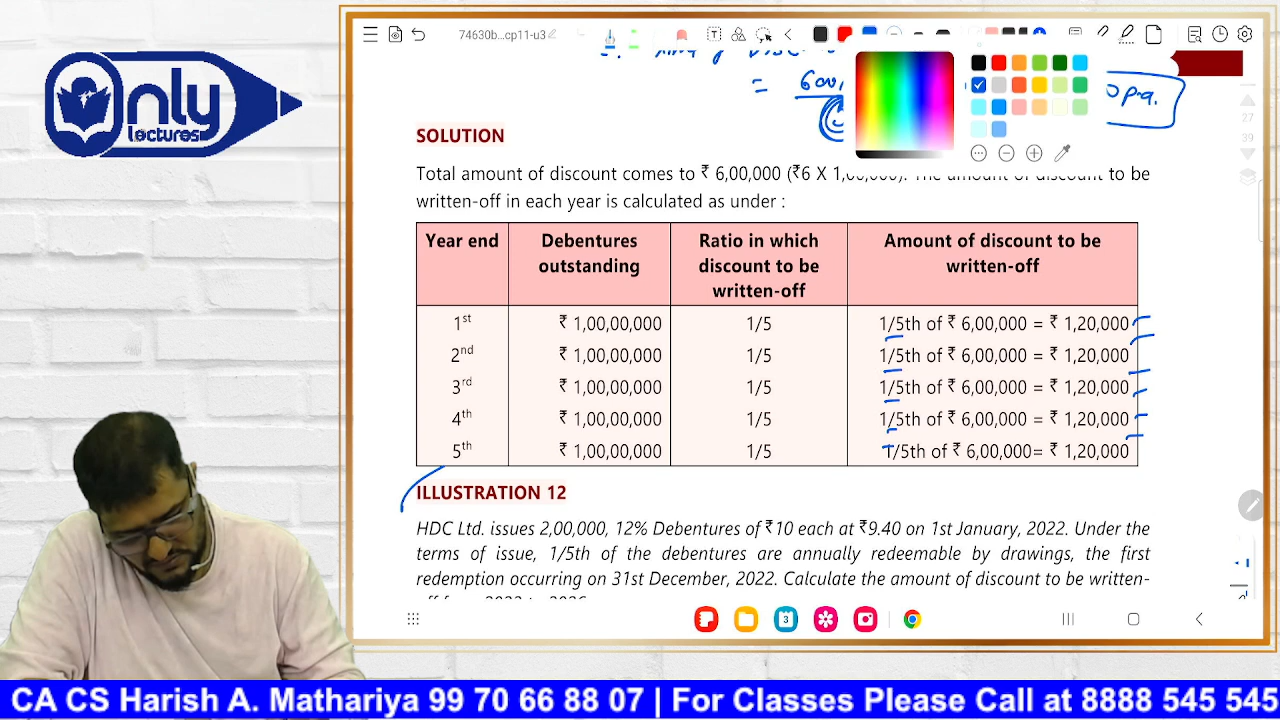 nly
Lectures
74630b...cp11-u3
= 600,
0 p.a.
27
39
SOLUTION
Total amount of discount comes to ₹ 6,00,000 (₹6 X 1,00,000). The amount of discount to be
written-off in each year is calculated as under :
Year end Debentures outstanding Ratio in which discount to be written-off Amount of discount to be written-off
1st ₹ 1,00,00,000 1/5 1/5th of ₹ 6,00,000 = ₹ 1,20,000
2nd ₹ 1,00,00,000 1/5 1/5th of ₹ 6,00,000 = ₹ 1,20,000
3rd ₹ 1,00,00,000 1/5 1/5th of ₹ 6,00,000 = ₹ 1,20,000
4th ₹ 1,00,00,000 1/5 1/5th of ₹ 6,00,000 = ₹ 1,20,000
5th ₹ 1,00,00,000 1/5 1/5th of ₹ 6,00,000= ₹ 1,20,000
ILLUSTRATION 12
HDC Ltd. issues 2,00,000, 12% Debentures of ₹10 each at ₹9.40 on 1st January, 2022. Under the
terms of issue, 1/5th of the debentures are annually redeemable by drawings, the first
redemption occurring on 31st December, 2022. Calculate the amount of discount to be written-
3
CA CS Harish A. Mathariya 99 70 66 88 07 | For Classes Please Call at 8888 545 545